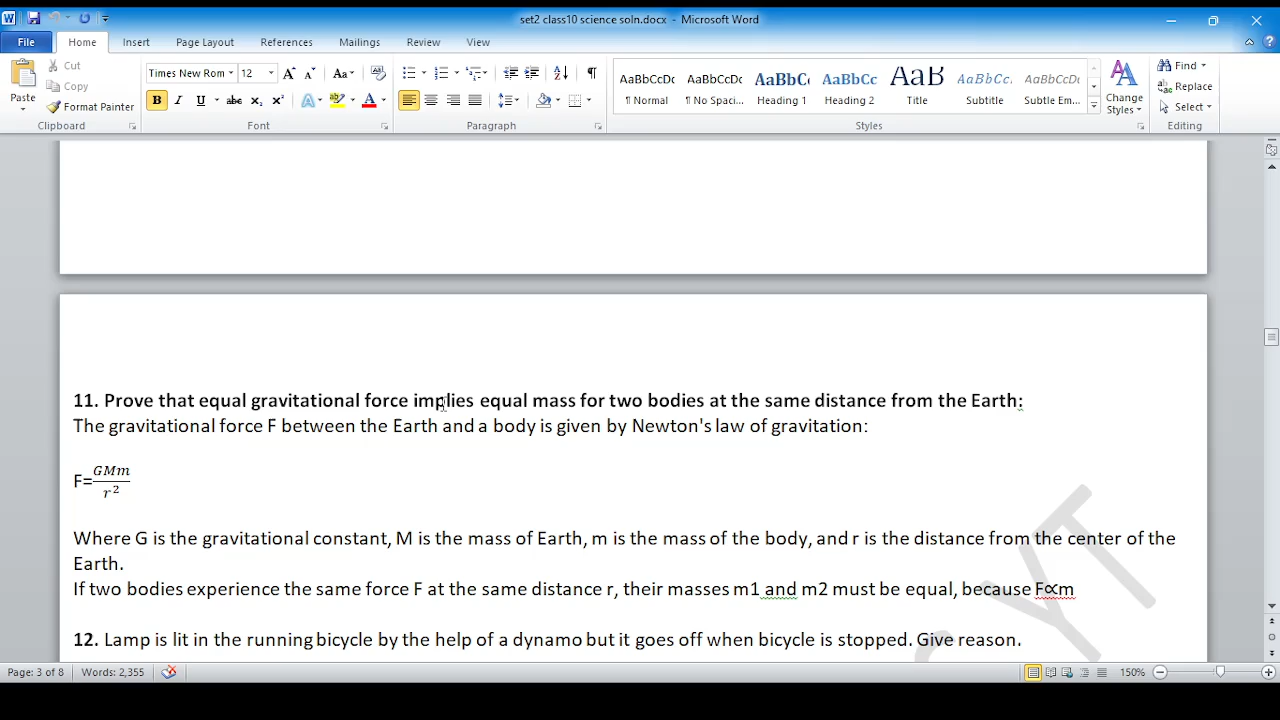 set2 class10 science soln.docx - Microsoft Word
File Home Insert Page Layout References Mailings Review View
Paste Cut Copy Format Painter
Times New Rom 12
AaBbCcDc AaBbCcDc AaBbC AaBbCc AaB AaBbCc. AaBbCcDc
¶ Normal ¶ No Spaci... Heading 1 Heading 2 Title Subtitle Subtle Em...
Change Styles
Find Replace Select
Clipboard Font Paragraph Styles Editing
11. Prove that equal gravitational force implies equal mass for two bodies at the same distance from the Earth:
The gravitational force F between the Earth and a body is given by Newton's law of gravitation:
F=GMm/r²
Where G is the gravitational constant, M is the mass of Earth, m is the mass of the body, and r is the distance from the center of the
Earth.
If two bodies experience the same force F at the same distance r, their masses m1 and m2 must be equal, because F∝m
12. Lamp is lit in the running bicycle by the help of a dynamo but it goes off when bicycle is stopped. Give reason.
YT
Page: 3 of 8 Words: 2,355 150%